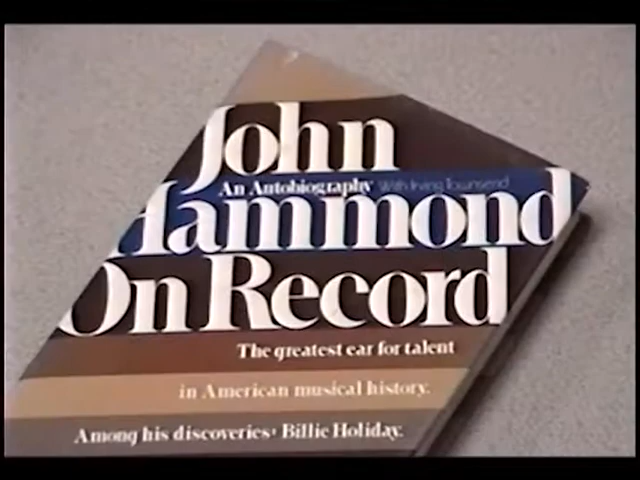 John
An Autobiography With Irving Townsend
Hammond
On Record
The greatest ear for talent
in American musical history.
Among his discoveries: Billie Holiday.